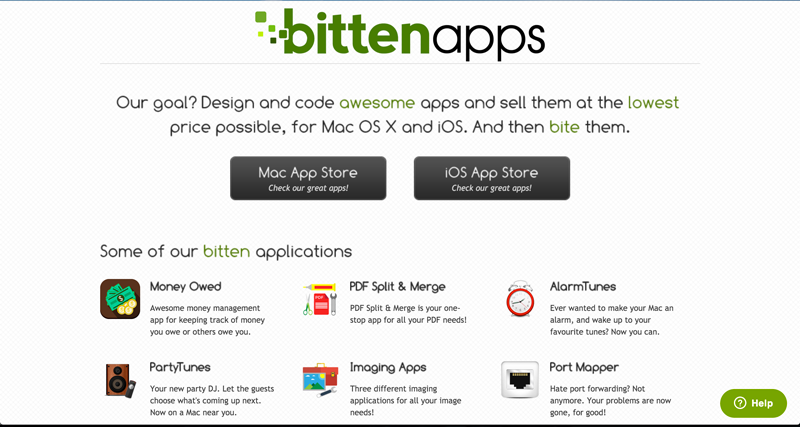 bittenapps
Our goal? Design and code awesome apps and sell them at the lowest
price possible, for Mac OS X and iOS. And then bite them.
Mac App Store
Check our great apps!
iOS App Store
Check our great apps!
Some of our bitten applications
Money Owed
Awesome money management
app for keeping track of money
you owe or others owe you.
PDF Split & Merge
PDF
PDF Split & Merge is your one-
stop app for all your PDF needs!
AlarmTunes
Ever wanted to make your Mac an
alarm, and wake up to your
favourite tunes? Now you can.
PartyTunes
Your new party DJ. Let the guests
choose what's coming up next.
Now on a Mac near you.
Imaging Apps
Three different imaging
applications for all your image
needs!
Port Mapper
Hate port forwarding? Not
anymore. Your problems are now
gone, for good!
? Help